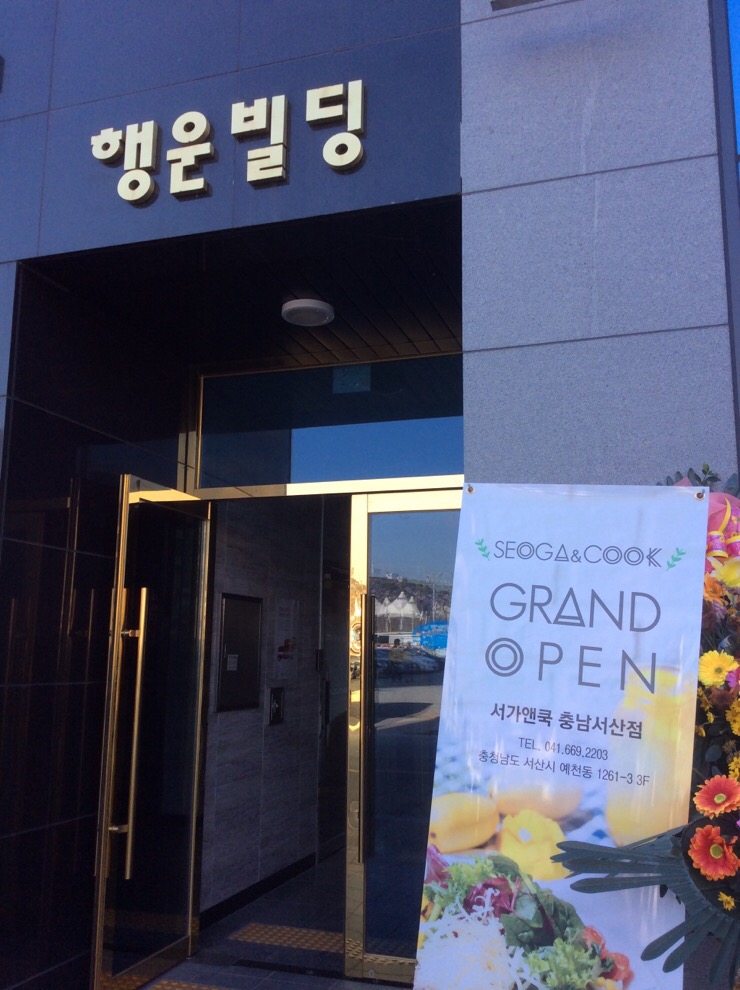 행운빌딩
SEOGA&COOK
GRAND
OPEN
서가앤쿡 충남서산점
TEL. 041.669.2203
충청남도 서산시 예천동 1261-3 3F